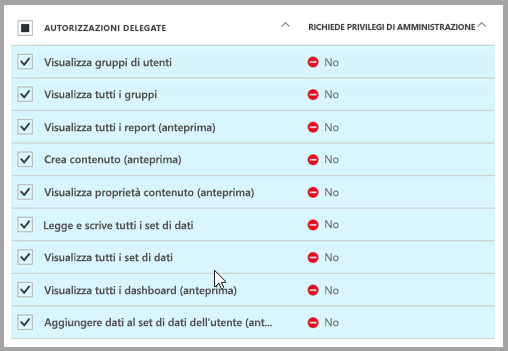 AUTORIZZAZIONI DELEGATE RICHIEDE PRIVILEGI DI AMMINISTRAZIONE
Visualizza gruppi di utenti No
Visualizza tutti i gruppi No
Visualizza tutti i report (anteprima) No
Crea contenuto (anteprima) No
Visualizza proprietà contenuto (anteprima) No
Legge e scrive tutti i set di dati No
Visualizza tutti i set di dati No
Visualizza tutti i dashboard (anteprima) No
Aggiungere dati al set di dati dell'utente (ant... No